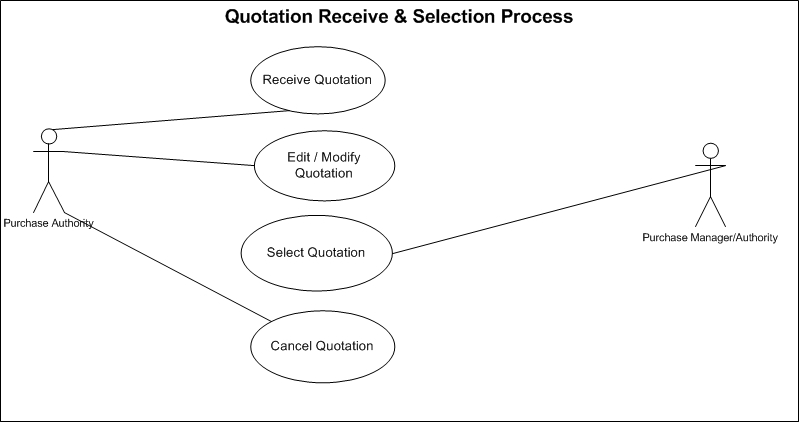 Quotation Receive & Selection Process
Receive Quotation
Edit / Modify
Quotation
Purchase Authority
Select Quotation
Purchase Manager/Authority
Cancel Quotation